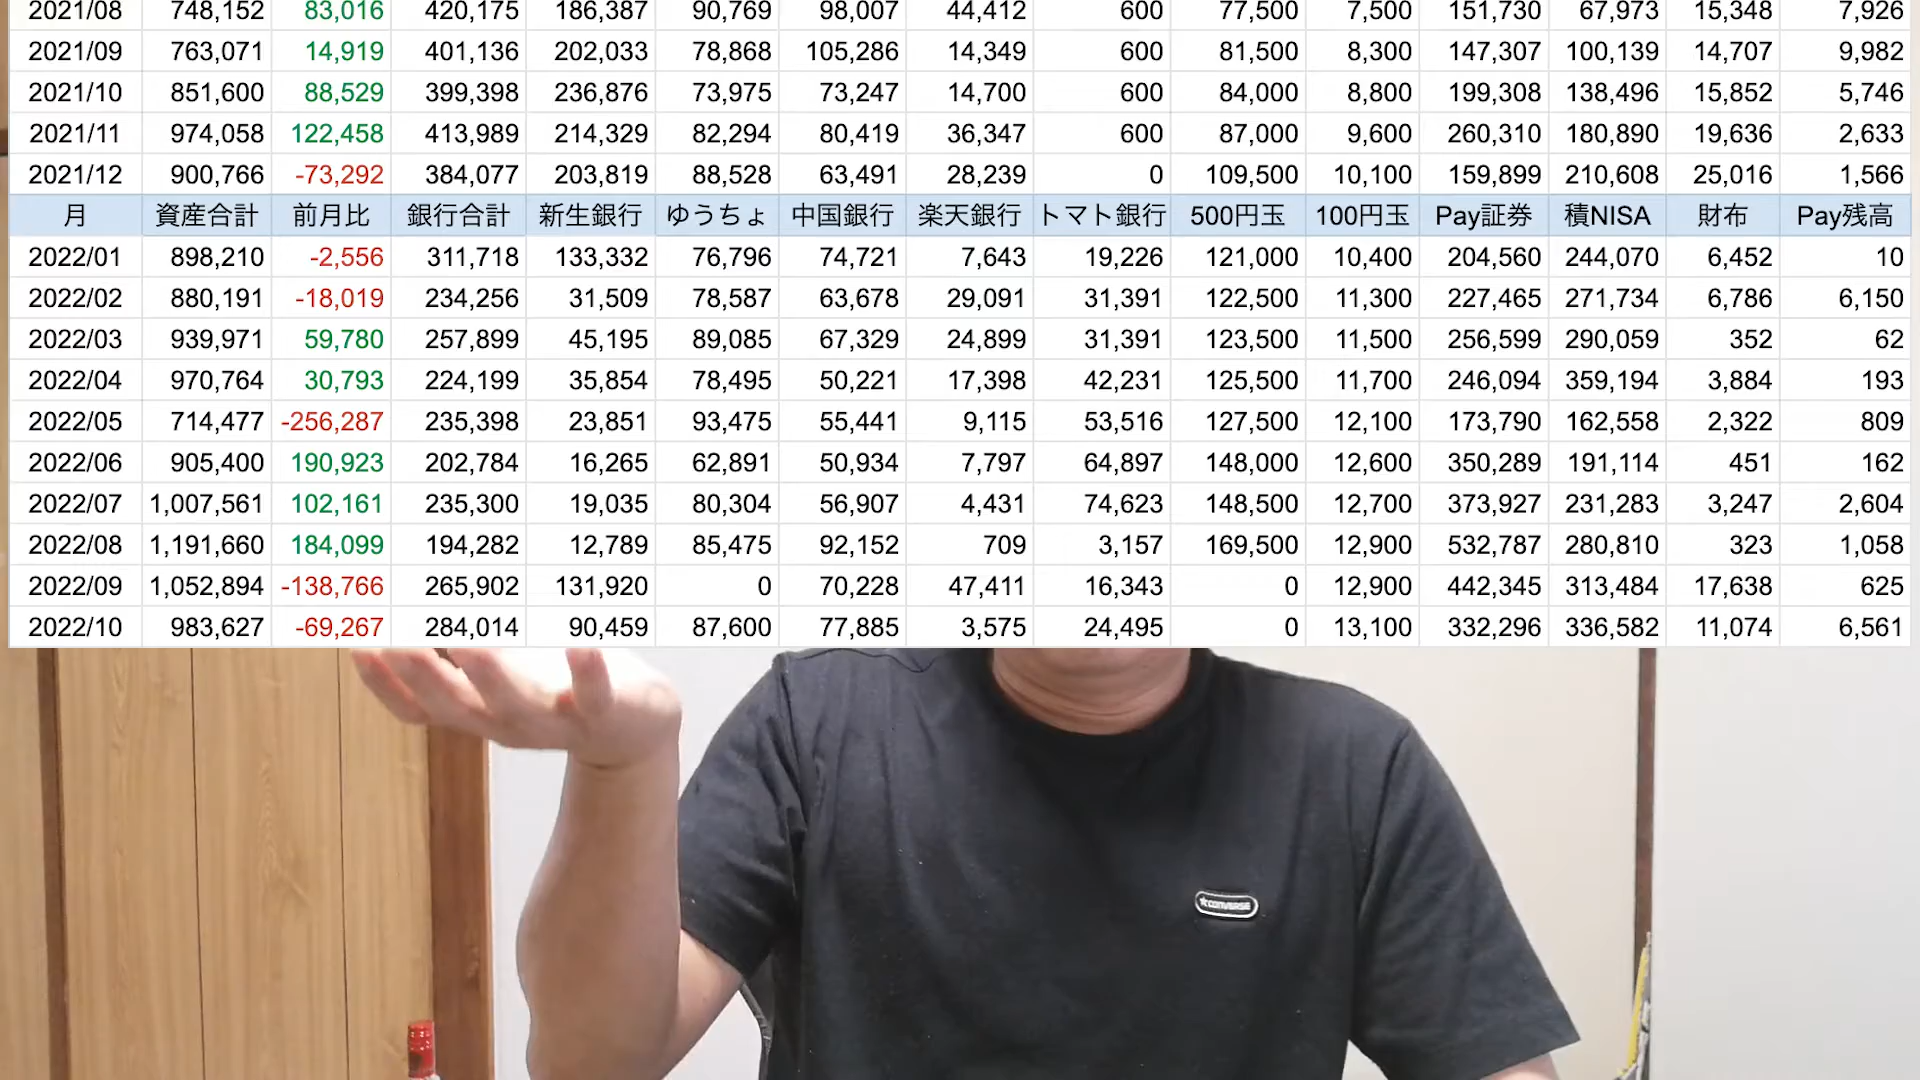 2021/08 748,152 83,016 420,175 186,387 90,769 98,007 44,412 600 77,500 7,500 151,730 67,973 15,348 7,926
2021/09 763,071 14,919 401,136 202,033 78,868 105,286 14,349 600 81,500 8,300 147,307 100,139 14,707 9,982
2021/10 851,600 88,529 399,398 236,876 73,975 73,247 14,700 600 84,000 8,800 199,308 138,496 15,852 5,746
2021/11 974,058 122,458 413,989 214,329 82,294 80,419 36,347 600 87,000 9,600 260,310 180,890 19,636 2,633
2021/12 900,766 -73,292 384,077 203,819 88,528 63,491 28,239 0 109,500 10,100 159,899 210,608 25,016 1,566
月 資産合計 前月比 銀行合計 新生銀行 ゆうちょ 中国銀行 楽天銀行 トマト銀行 500円玉 100円玉 Pay証券 積NISA 財布 Pay残高
2022/01 898,210 -2,556 311,718 133,332 76,796 74,721 7,643 19,226 121,000 10,400 204,560 244,070 6,452 10
2022/02 880,191 -18,019 234,256 31,509 78,587 63,678 29,091 31,391 122,500 11,300 227,465 271,734 6,786 6,150
2022/03 939,971 59,780 257,899 45,195 89,085 67,329 24,899 31,391 123,500 11,500 256,599 290,059 352 62
2022/04 970,764 30,793 224,199 35,854 78,495 50,221 17,398 42,231 125,500 11,700 246,094 359,194 3,884 193
2022/05 714,477 -256,287 235,398 23,851 93,475 55,441 9,115 53,516 127,500 12,100 173,790 162,558 2,322 809
2022/06 905,400 190,923 202,784 16,265 62,891 50,934 7,797 64,897 148,000 12,600 350,289 191,114 451 162
2022/07 1,007,561 102,161 235,300 19,035 80,304 56,907 4,431 74,623 148,500 12,700 373,927 231,283 3,247 2,604
2022/08 1,191,660 184,099 194,282 12,789 85,475 92,152 709 3,157 169,500 12,900 532,787 280,810 323 1,058
2022/09 1,052,894 -138,766 265,902 131,920 0 70,228 47,411 16,343 0 12,900 442,345 313,484 17,638 625
2022/10 983,627 -69,267 284,014 90,459 87,600 77,885 3,575 24,495 0 13,100 332,296 336,582 11,074 6,561
CONVERSE